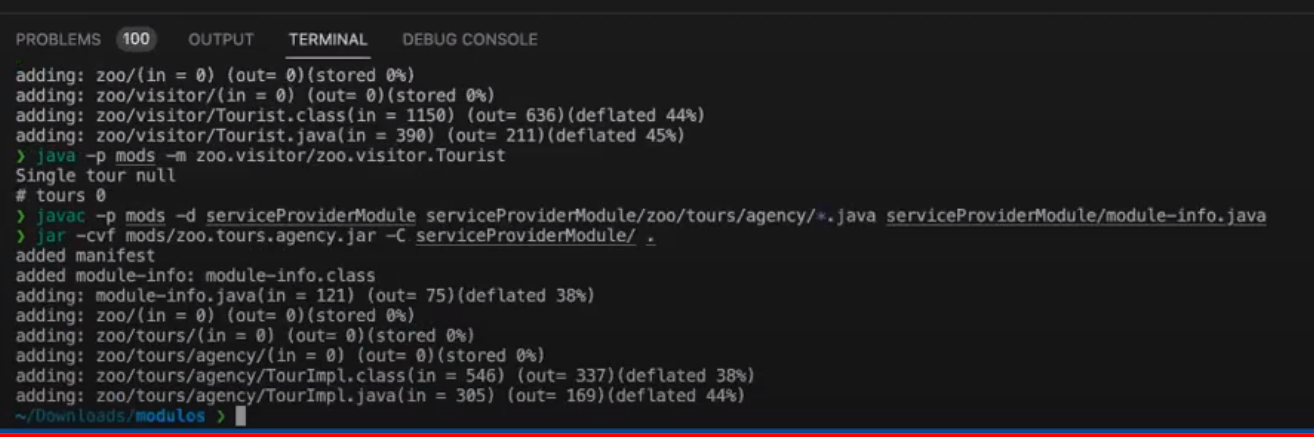 PROBLEMS 100 OUTPUT TERMINAL DEBUG CONSOLE
adding: zoo/(in = 0) (out= 0)(stored 0%)
adding: zoo/visitor/(in = 0) (out= 0)(stored 0%)
adding: zoo/visitor/Tourist.class(in = 1150) (out= 636)(deflated 44%)
adding: zoo/visitor/Tourist.java(in = 390) (out= 211)(deflated 45%)
❯ java -p mods -m zoo.visitor/zoo.visitor.Tourist
Single tour null
# tours 0
❯ javac -p mods -d serviceProviderModule serviceProviderModule/zoo/tours/agency/*.java serviceProviderModule/module-info.java
❯ jar -cvf mods/zoo.tours.agency.jar -C serviceProviderModule/ .
added manifest
added module-info: module-info.class
adding: module-info.java(in = 121) (out= 75)(deflated 38%)
adding: zoo/(in = 0) (out= 0)(stored 0%)
adding: zoo/tours/(in = 0) (out= 0)(stored 0%)
adding: zoo/tours/agency/(in = 0) (out= 0)(stored 0%)
adding: zoo/tours/agency/TourImpl.class(in = 546) (out= 337)(deflated 38%)
adding: zoo/tours/agency/TourImpl.java(in = 305) (out= 169)(deflated 44%)
~/Downloads/modulos ❯